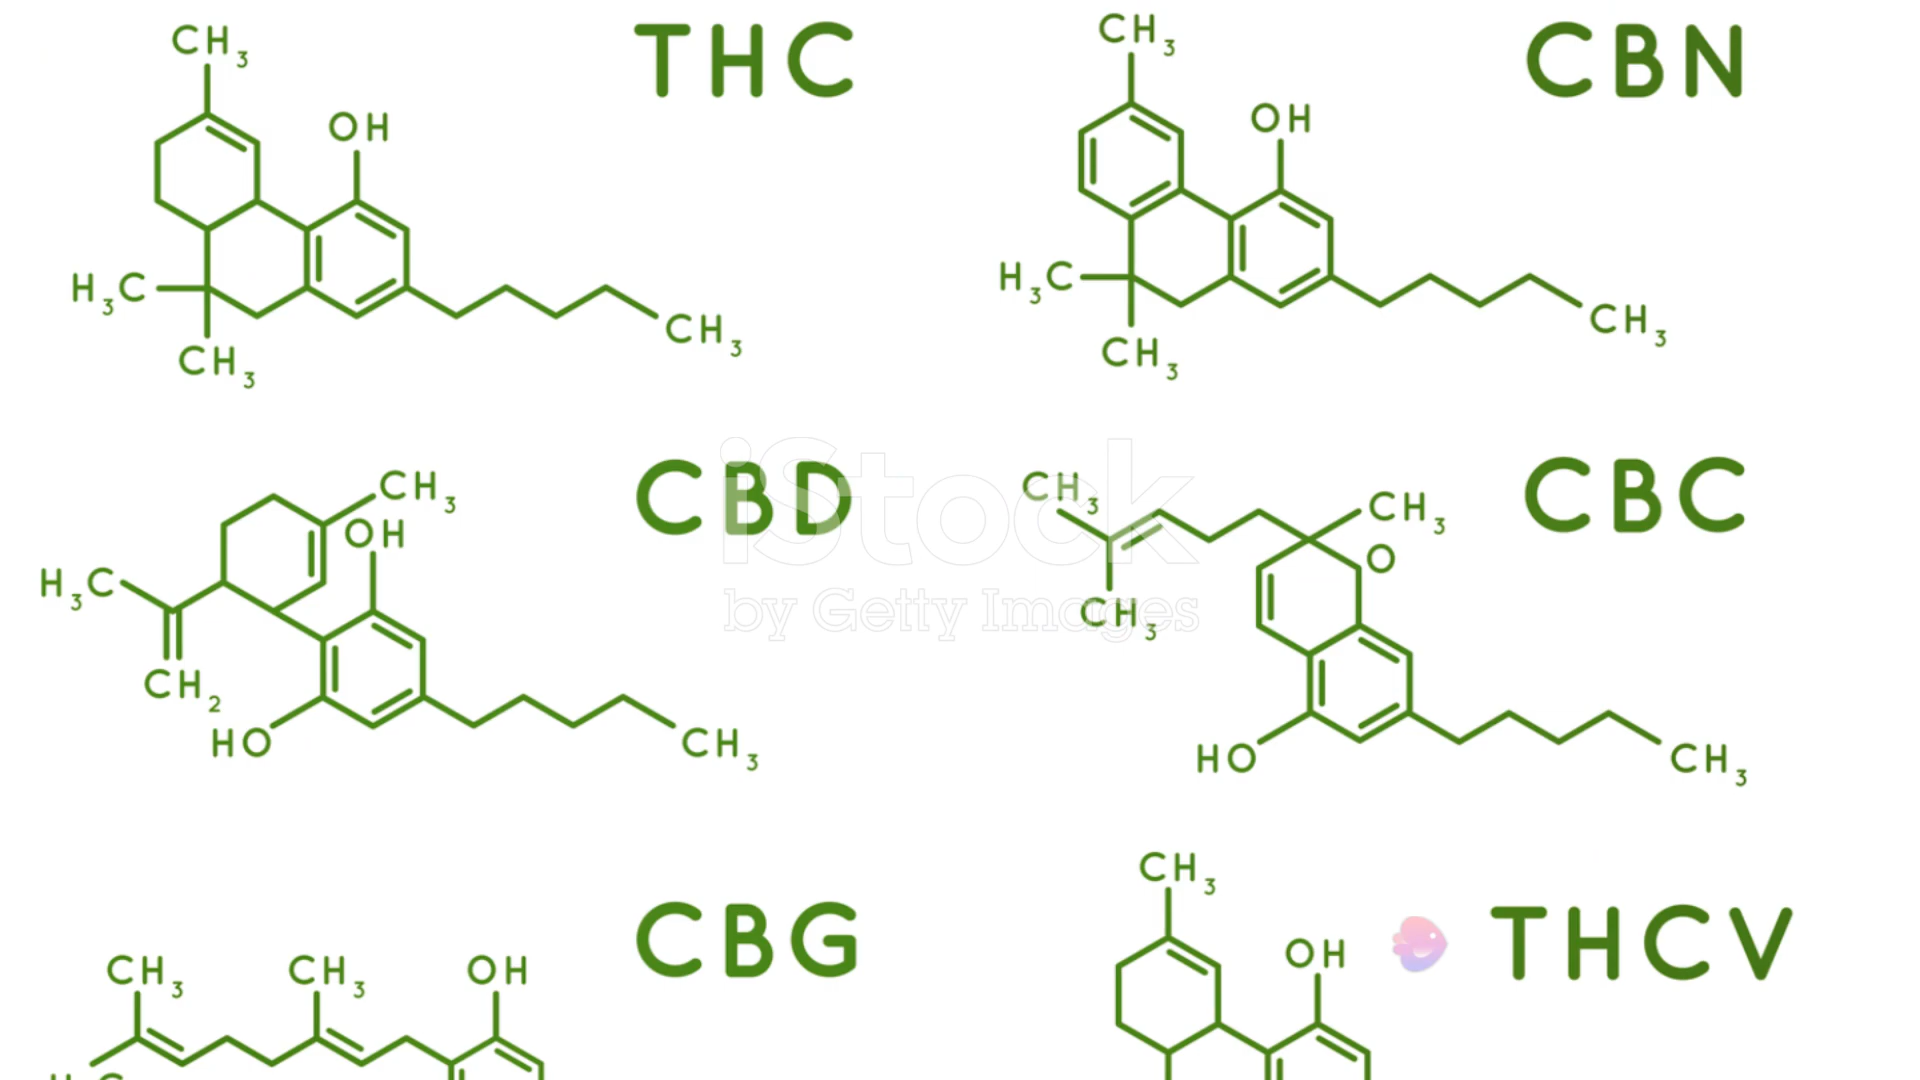 THC
CH3
OH
H3C
CH3
CH3
CBN
CH3
OH
H3C
CH3
CH3
CBD
CH3
OH
H3C
CH2
HO
CH3
CBC
CH3
CH3
O
CH3
HO
CH3
iStock
by Getty Images
CBG
CH3
CH3
OH
THCV
CH3
OH